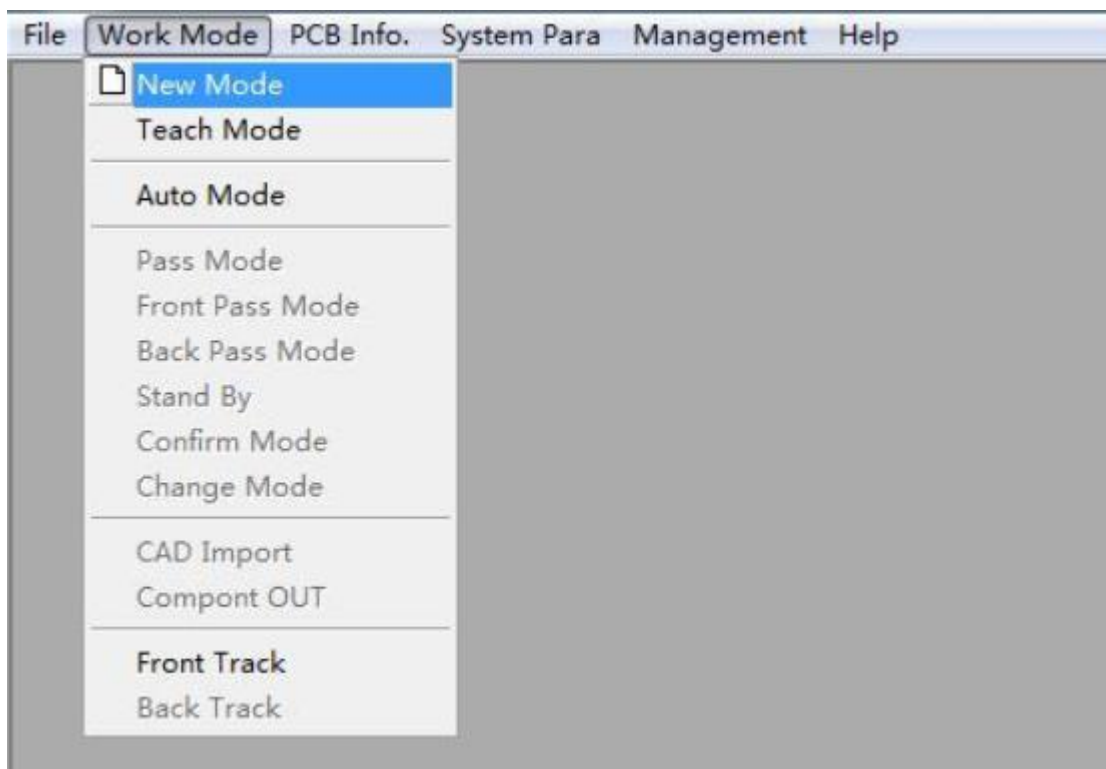 File Work Mode PCB Info. System Para Management Help
New Mode
Teach Mode
Auto Mode
Pass Mode
Front Pass Mode
Back Pass Mode
Stand By
Confirm Mode
Change Mode
CAD Import
Compont OUT
Front Track
Back Track